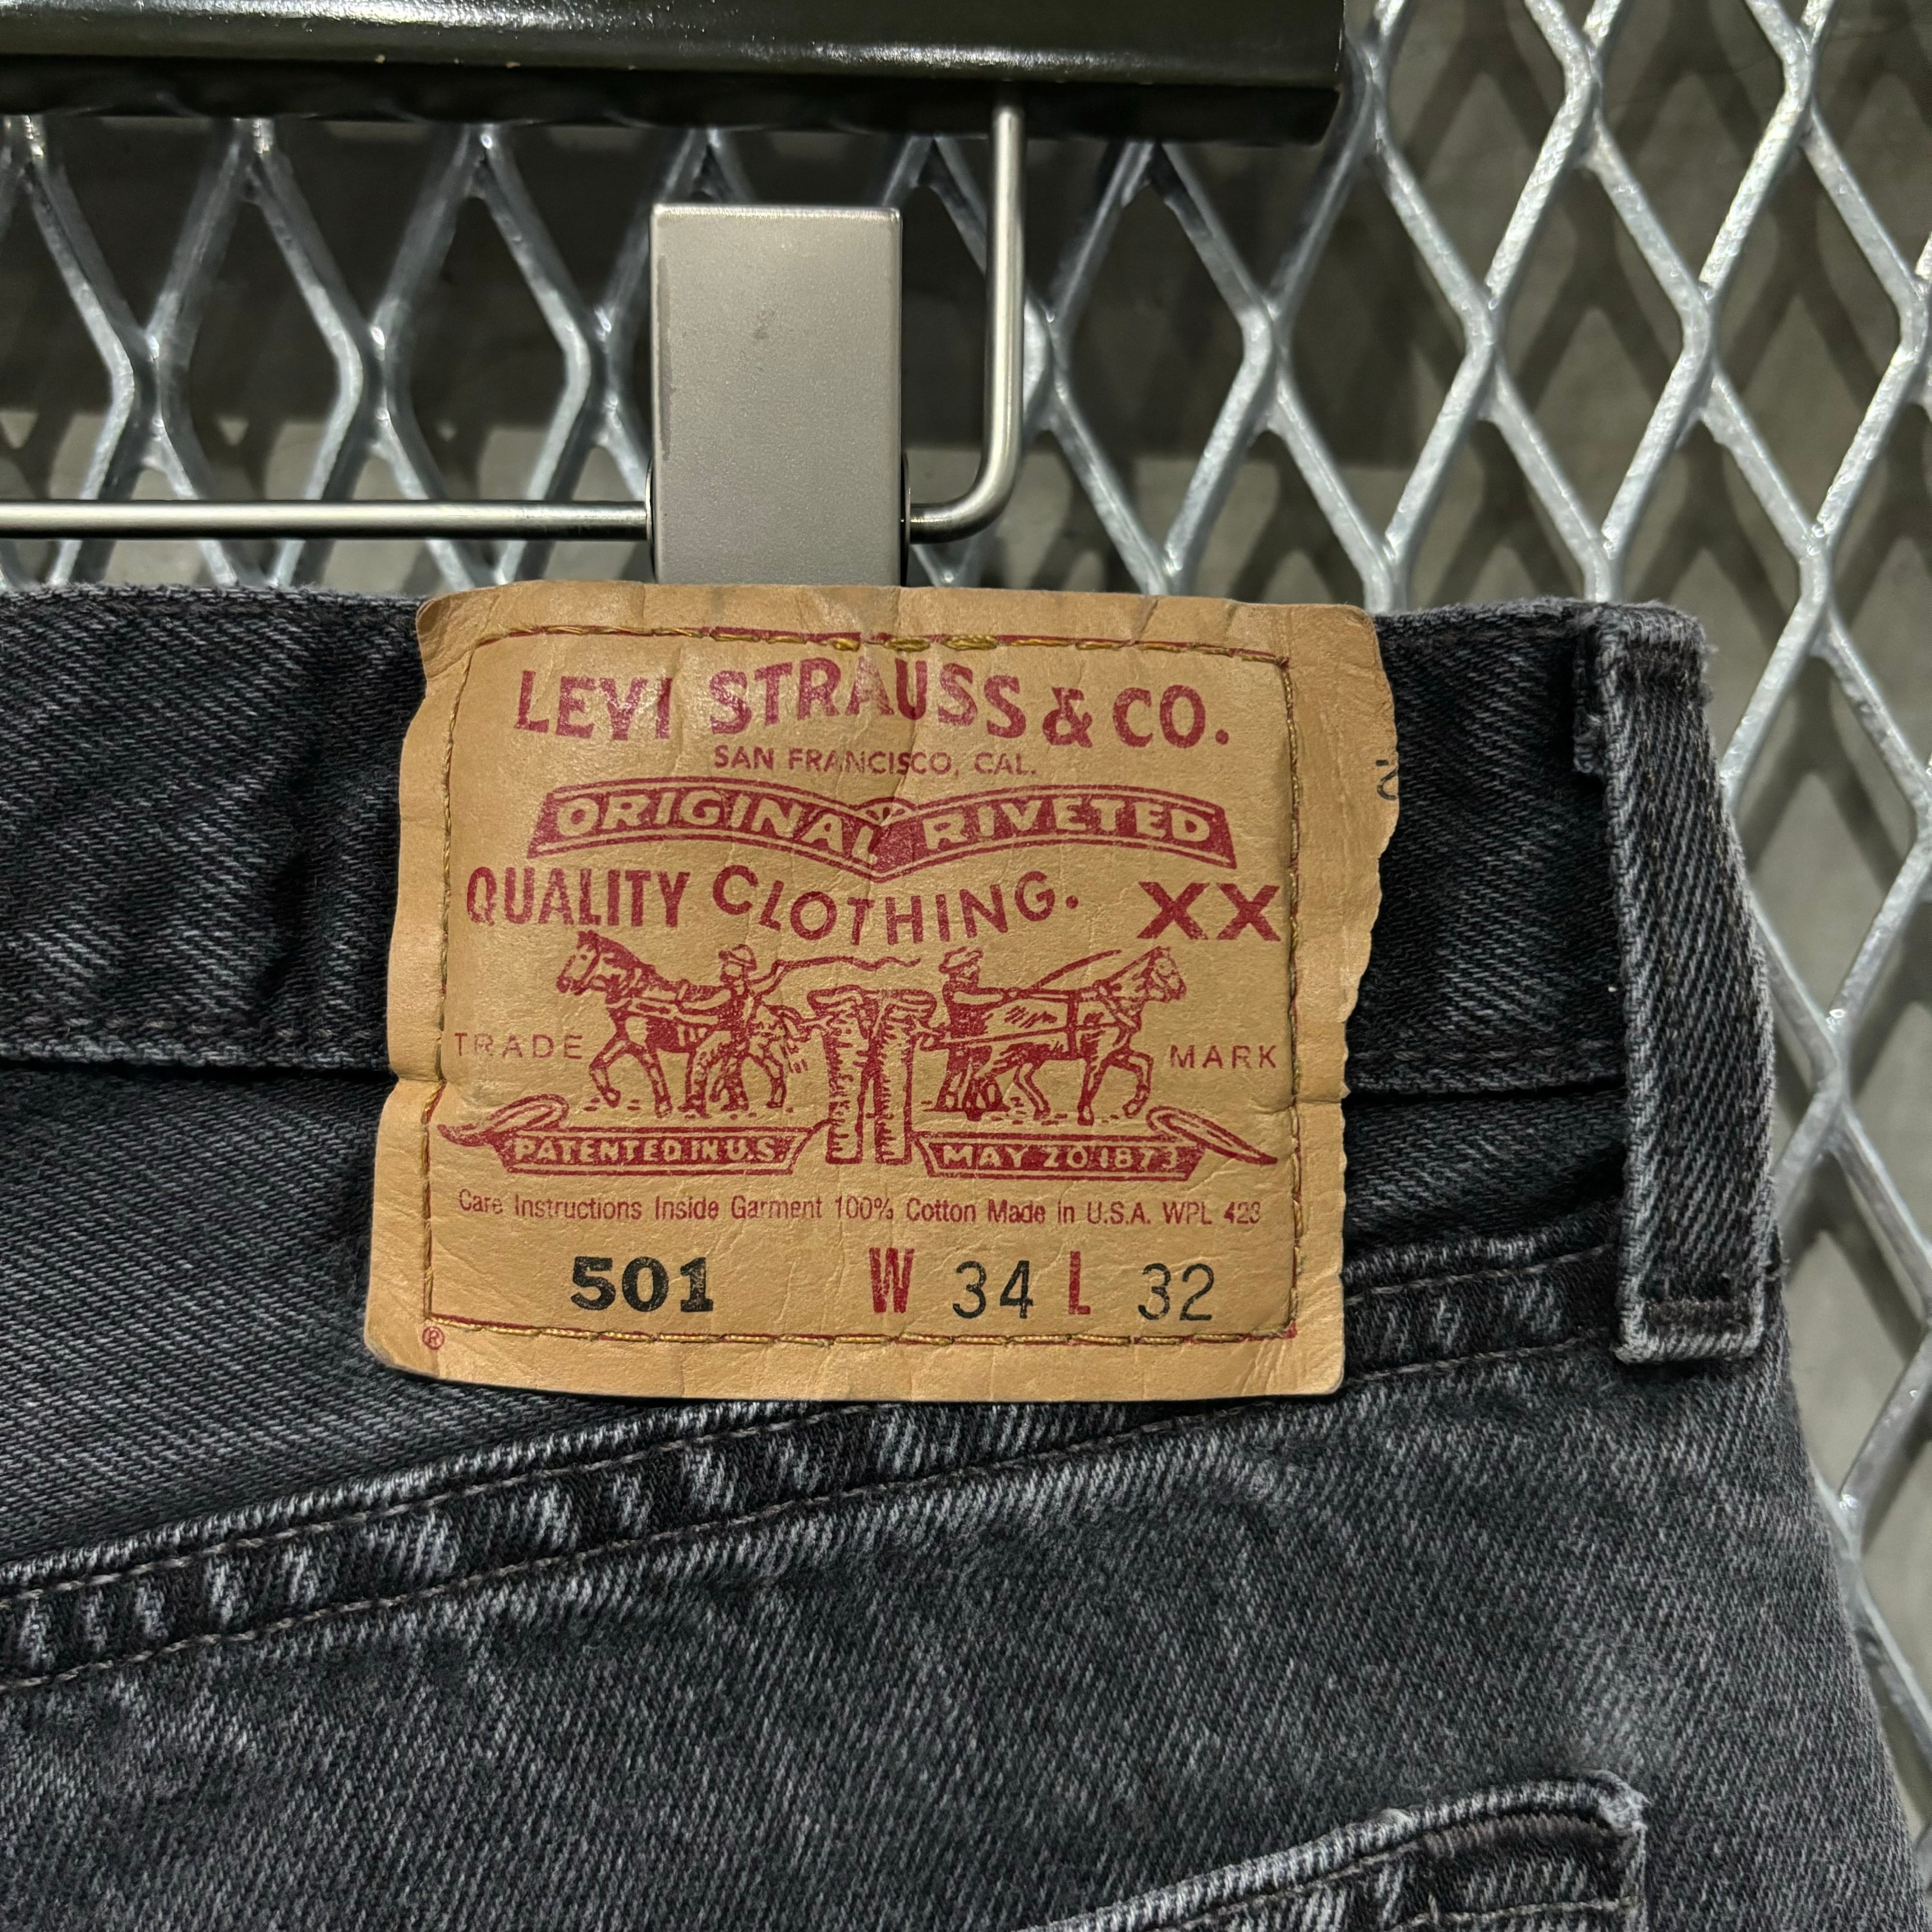 LEVI STRAUSS & CO.
SAN FRANCISCO, CAL.
ORIGINAL RIVETED
QUALITY CLOTHING. XX
TRADE MARK
PATENTED IN U.S. MAY 20 1873
Care Instructions Inside Garment 100% Cotton Made in U.S.A. WPL 423
501 W 34 L 32
®